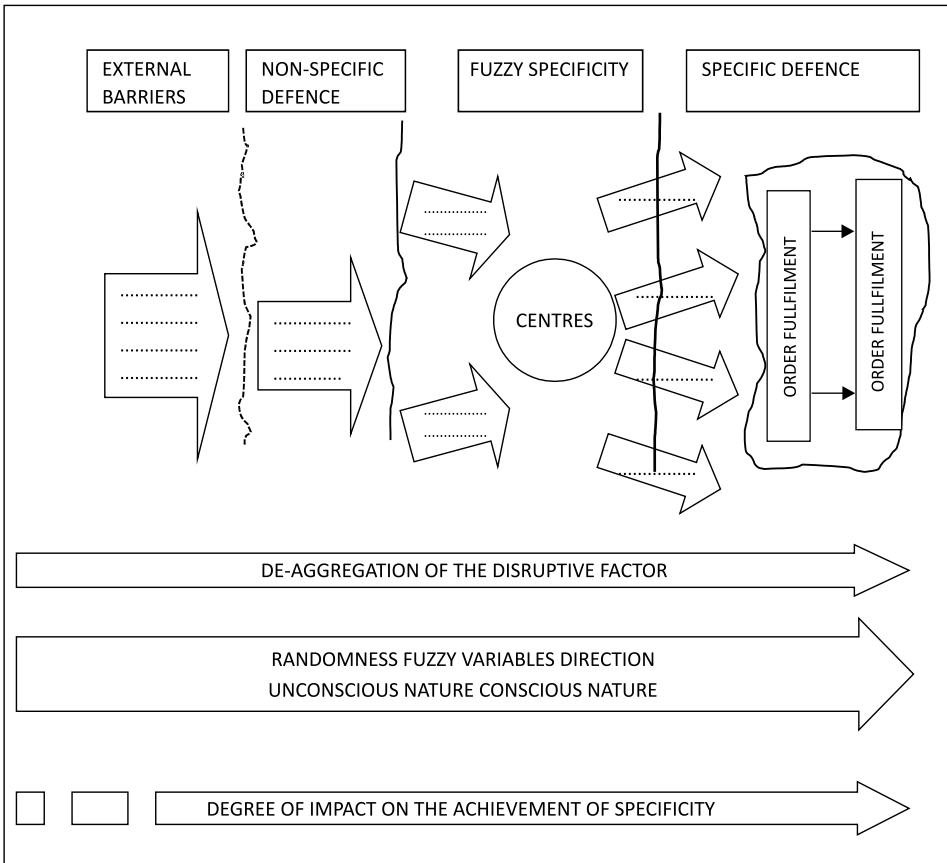 EXTERNAL
BARRIERS
NON-SPECIFIC
DEFENCE
FUZZY SPECIFICITY
SPECIFIC DEFENCE
CENTRES
ORDER FULLFILMENT
ORDER FULLFILMENT
DE-AGGREGATION OF THE DISRUPTIVE FACTOR
RANDOMNESS FUZZY VARIABLES DIRECTION
UNCONSCIOUS NATURE CONSCIOUS NATURE
DEGREE OF IMPACT ON THE ACHIEVEMENT OF SPECIFICITY